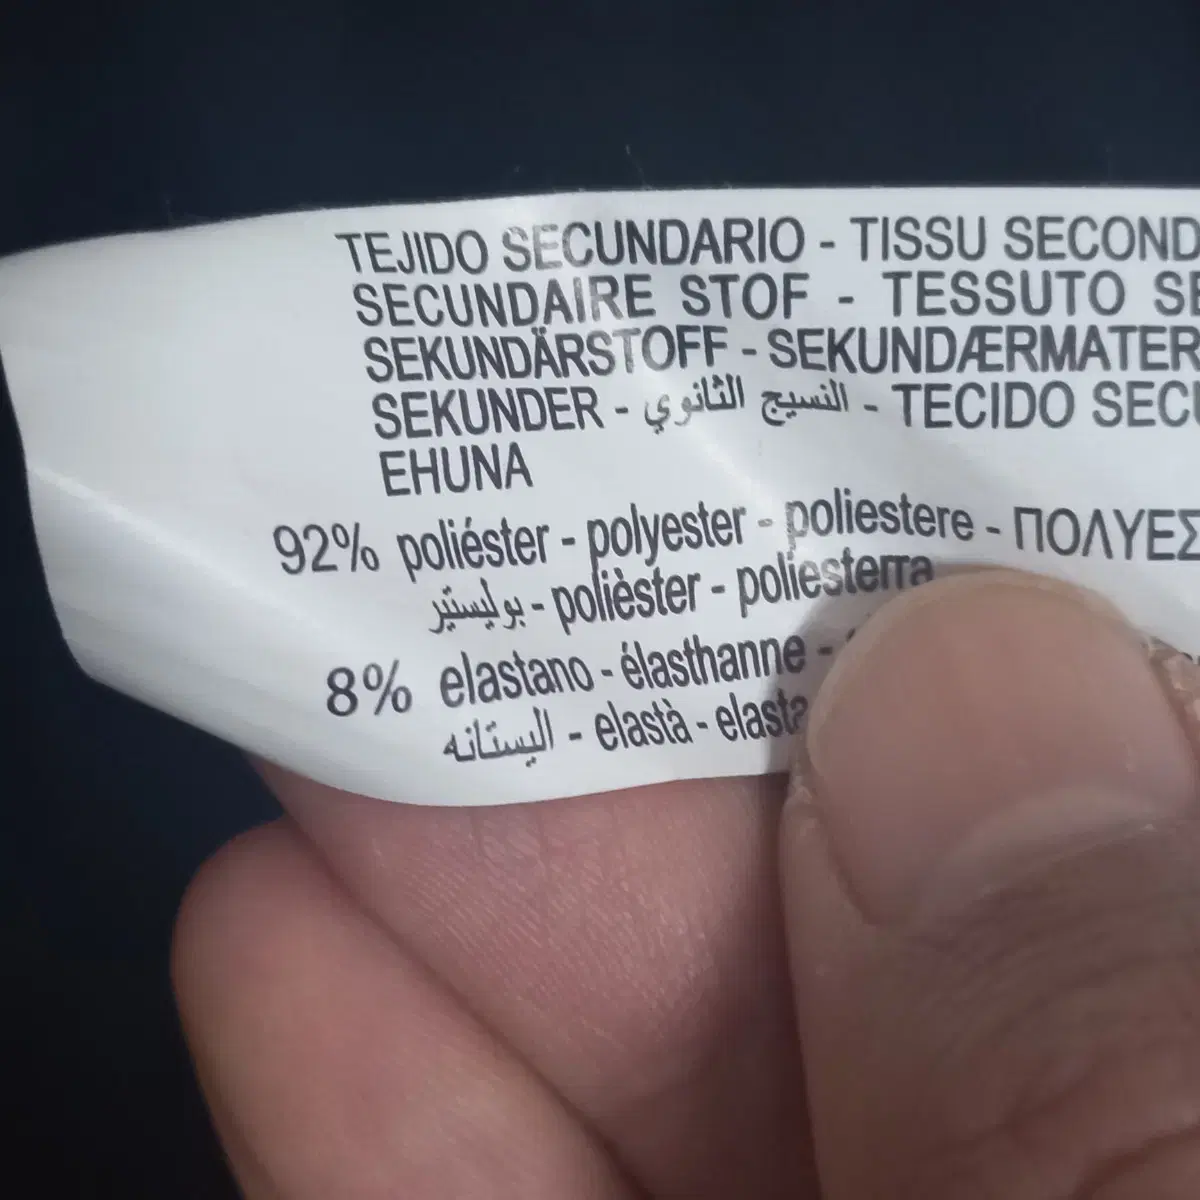 TEJIDO SECUNDARIO - TISSU SECOND
SECUNDAIRE STOF - TESSUTO SE
SEKUNDÄRSTOFF - SEKUNDÆRMATER
SEKUNDER - النسيج الثانوي - TECIDO SEC
EHUNA
92% poliéster - polyester - poliestere - ΠΟΛΥΕΣ
بوليستير - polièster - poliesterra
8% elastano - élasthanne -
اليستانه - elastà - elasta